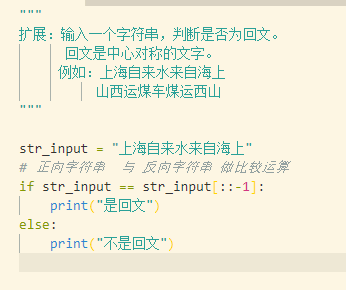 """
扩展：输入一个字符串，判断是否为回文。
回文是中心对称的文字。
例如：上海自来水来自海上
山西运煤车煤运西山
"""
str_input = "上海自来水来自海上"
# 正向字符串  与 反向字符串 做比较运算
if str_input == str_input[::-1]:
    print("是回文")
else:
    print("不是回文")